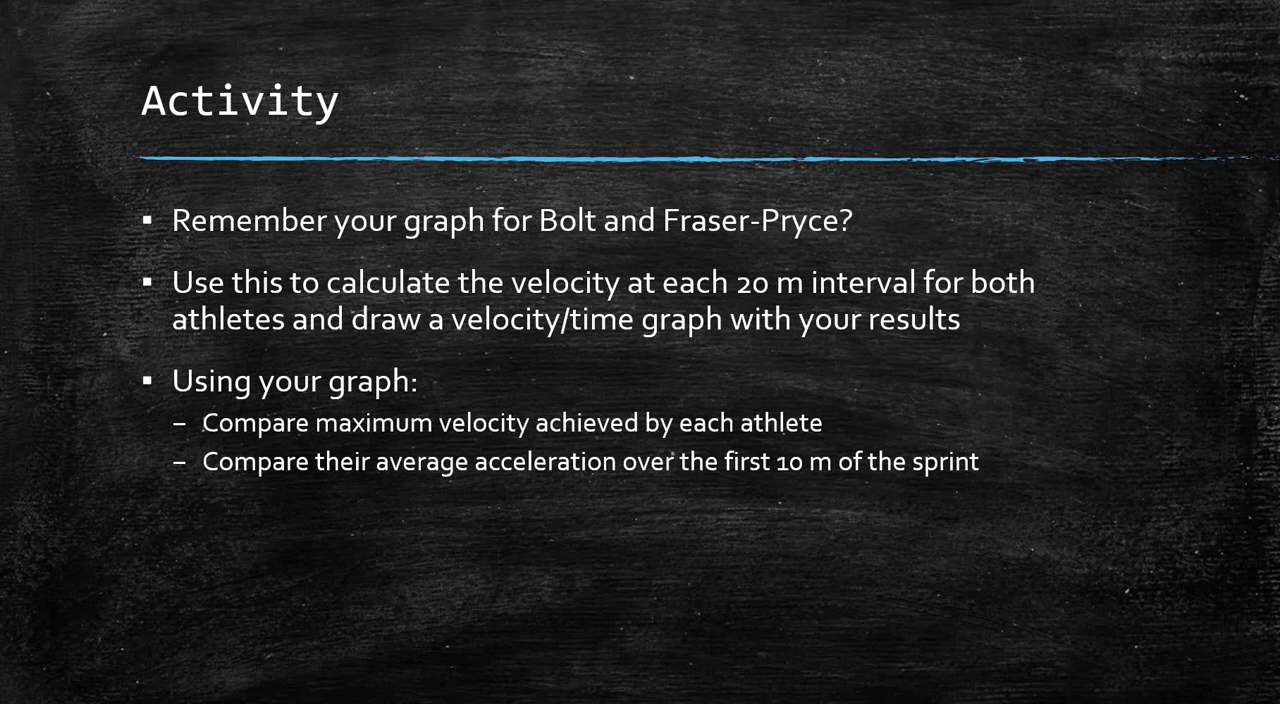 Activity
▪ Remember your graph for Bolt and Fraser-Pryce?
▪ Use this to calculate the velocity at each 20 m interval for both
athletes and draw a velocity/time graph with your results
▪ Using your graph:
– Compare maximum velocity achieved by each athlete
– Compare their average acceleration over the first 10 m of the sprint